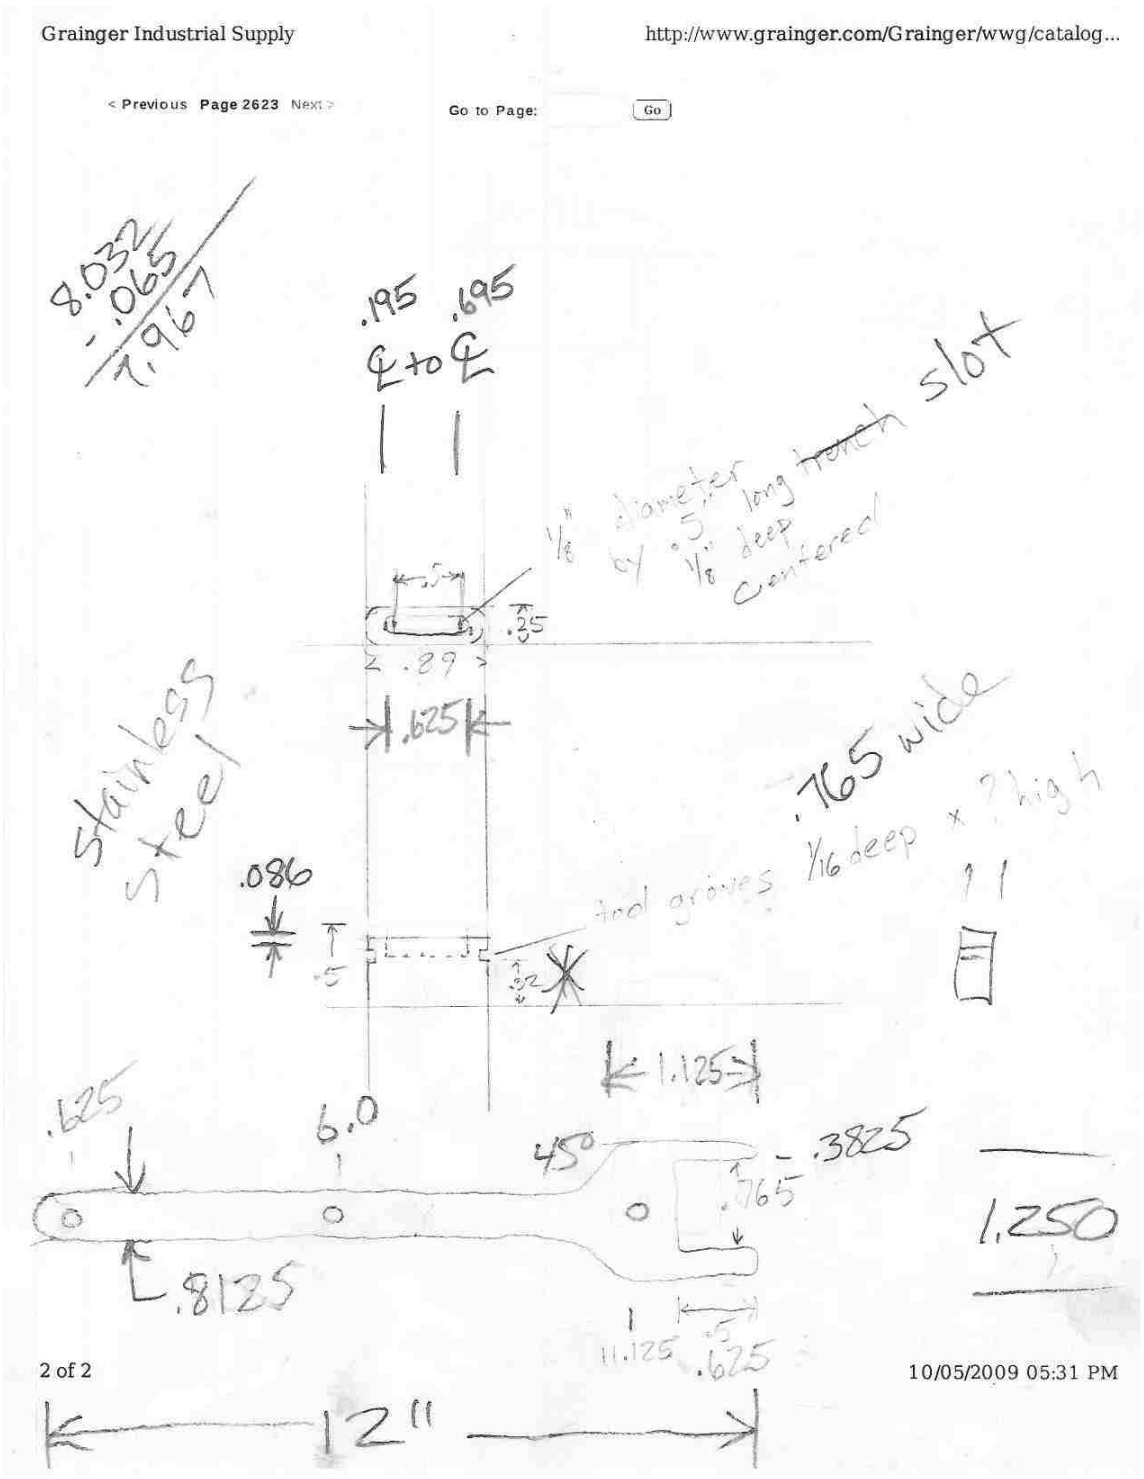 Grainger Industrial Supply
http://www.grainger.com/Grainger/wwg/catalog...
< Previous Page 2623 Next >
Go to Page:
Go
8.032
- .065
7.967
.195 .695
℄ to ℄
1/8" diameter
by .5" long trench slot
1/8" deep
centered
.5
.25
.89
.625
stainless
steel
.765 wide
tool groves 1/16 deep x ? high
.086
.5
.32
1.125
.625
6.0
45°
.3825
.765
1.250
.8125
.5
11.125
.625
2 of 2
10/05/2009 05:31 PM
12"